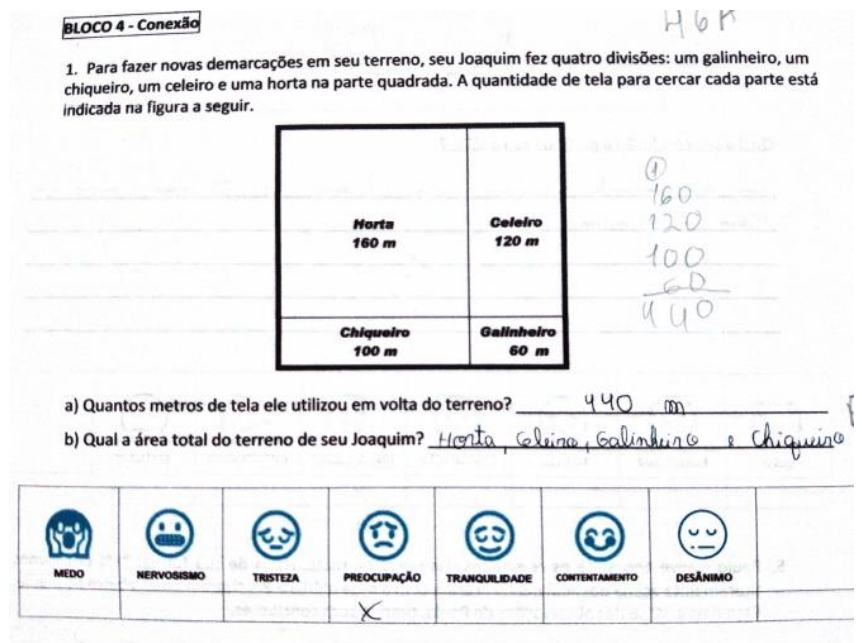 BLOCO 4 - Conexão
H6A
1. Para fazer novas demarcações em seu terreno, seu Joaquim fez quatro divisões: um galinheiro, um
chiqueiro, um celeiro e uma horta na parte quadrada. A quantidade de tela para cercar cada parte está
indicada na figura a seguir.
Horta
160 m
Celeiro
120 m
Chiqueiro
100 m
Galinheiro
60 m
1
160
120
100
60
440
a) Quantos metros de tela ele utilizou em volta do terreno? 440 m
b) Qual a área total do terreno de seu Joaquim? Horta, Celeiro, Galinheiro e Chiqueiro
MEDO
NERVOSISMO
TRISTEZA
PREOCUPAÇÃO
TRANQUILIDADE
CONTENTAMENTO
DESÂNIMO
X